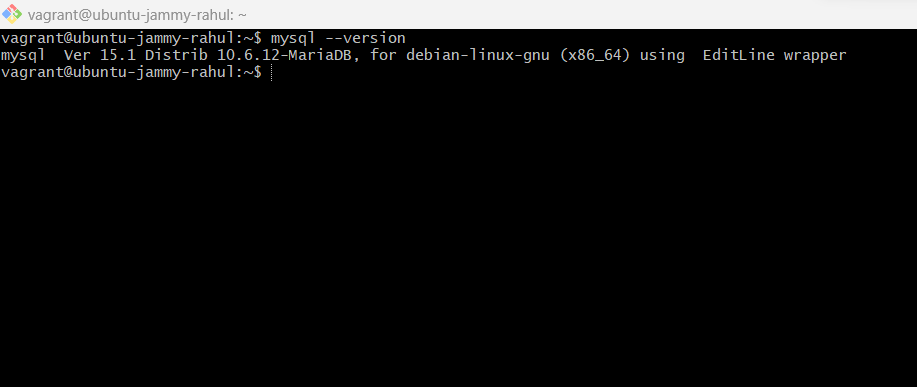 vagrant@ubuntu-jammy-rahul: ~
vagrant@ubuntu-jammy-rahul:~$ mysql --version
mysql  Ver 15.1 Distrib 10.6.12-MariaDB, for debian-linux-gnu (x86_64) using  EditLine wrapper
vagrant@ubuntu-jammy-rahul:~$